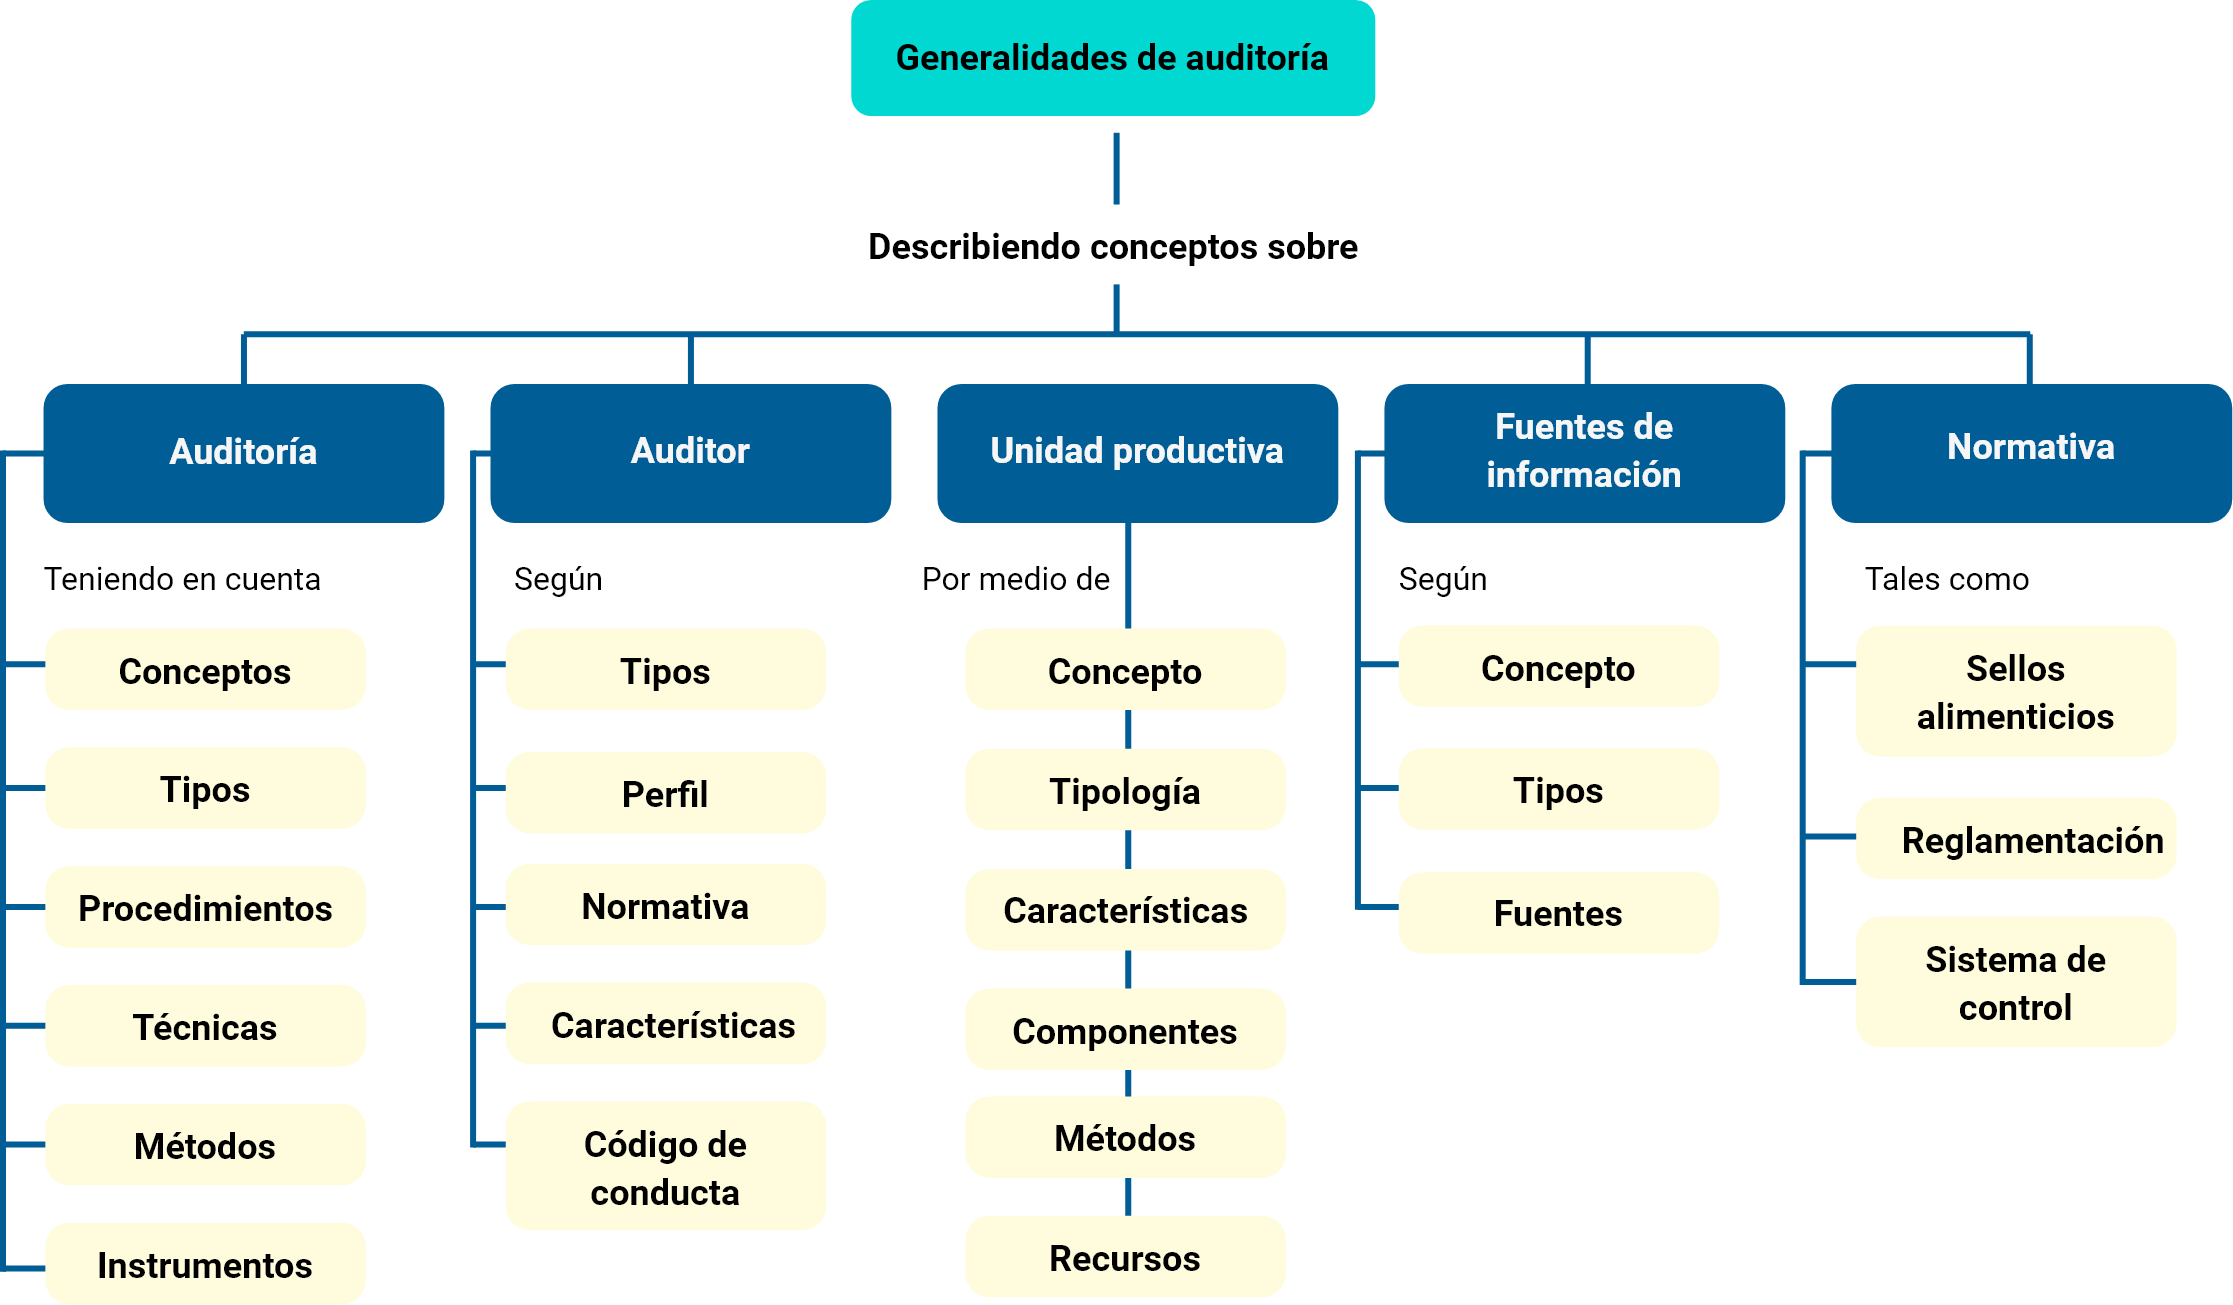 Generalidades de auditoría
Describiendo conceptos sobre
Auditoría
Teniendo en cuenta
Conceptos
Tipos
Procedimientos
Técnicas
Métodos
Instrumentos
Auditor
Según
Tipos
Perfil
Normativa
Características
Código de
conducta
Unidad productiva
Por medio de
Concepto
Tipología
Características
Componentes
Métodos
Recursos
Fuentes de
información
Según
Concepto
Tipos
Fuentes
Normativa
Tales como
Sellos
alimenticios
Reglamentación
Sistema de
control